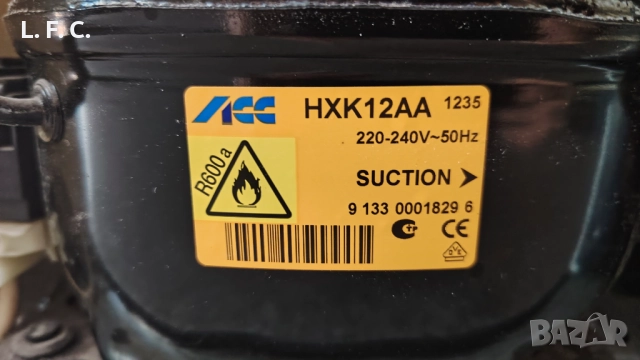 L. F. C.
ACC
HXK12AA 1235
220-240V~50Hz
R600a
SUCTION
9 133 0001829 6
CE
BAZAR